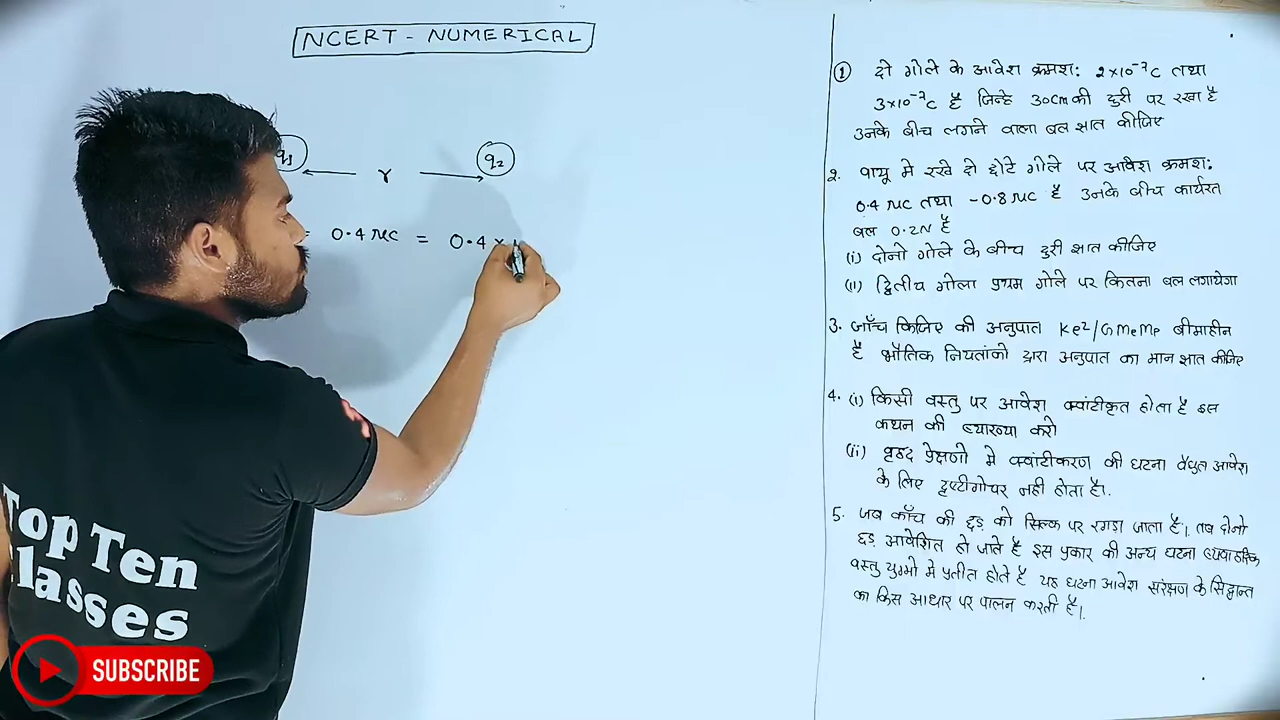 NCERT - NUMERICAL
q1
r
q2
= 0.4 μC = 0.4 ×
① दो गोले के आवेश क्रमश: 2×10⁻⁷C तथा
3×10⁻⁷C है जिन्हे 30cm की दुरी पर रखा है
उनके बीच लगने वाला बल ज्ञात कीजिए
2. वायू मे रखे दो छोटे गोले पर आवेश क्रमश:
0.4 μC तथा -0.8 μC है उनके बीच कार्यरत
बल 0.2N है
(i) दोनो गोले के बीच दुरी ज्ञात कीजिए
(ii) द्वितीय गोला प्रथम गोले पर कितना बल लगायेगा
3. जाँच किजिए की अनुपात Ke²/GMeMp बीमाहीन
है भौतिक नियतांको द्वारा अनुपात का मान ज्ञात कीजिए
4. (i) किसी वस्तु पर आवेश क्वांटीकृत होता है इस
कथन की व्याख्या करो
(ii) वृहद प्रेक्षणो मे क्वांटीकरण की घटना वैधुत आवेश
के लिए दृष्टीगोचर नही होता है।
5. जब काँच की छड़ को सिल्क पर रगडा जाता है। तब दोनो
छड़ आवेशित हो जाते है इस प्रकार की अन्य घटना
वस्तु युग्मो मे प्रतीत होते है यह घटना आवेश संरक्षण के सिद्धान्त
का किस आधार पर पालन करती है।
Top Ten
Classes
SUBSCRIBE